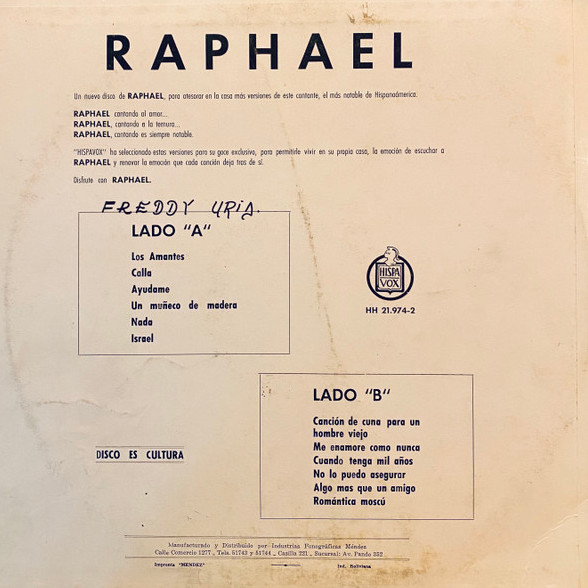 RAPHAEL
Un nuevo disco de RAPHAEL, para atesorar en la casa más versiones de este cantante, el más notable de Hispanoámerica.
RAPHAEL cantando al amor...
RAPHAEL, cantando a la ternura...
RAPHAEL, cantando es siempre notable.
"HISPAVOX" ha seleccionado estas versiones para su goce exclusivo, para permitirle vivir en su propia casa, la emoción de escuchar a
RAPHAEL y renovar la emoción que cada canción deja tras de sí.
Disfrute con RAPHAEL.
FREDDY URIA.
LADO "A"
Los Amantes
Calla
Ayudame
Un muñeco de madera
Nada
Israel
HISPA
VOX
HH 21.974-2
LADO "B"
Canción de cuna para un
hombre viejo
Me enamore como nunca
Cuando tenga mil años
No lo puedo asegurar
Algo mas que un amigo
Romántica moscú
DISCO ES CULTURA
Manufacturado y Distribuído por Industrias Fonográficas Méndez
Calle Comercio 1277, Tels. 51743 y 51744, Casilla 221, Sucursal: Av. Pando 352
Imprenta "MENDEZ" Ind. Boliviana